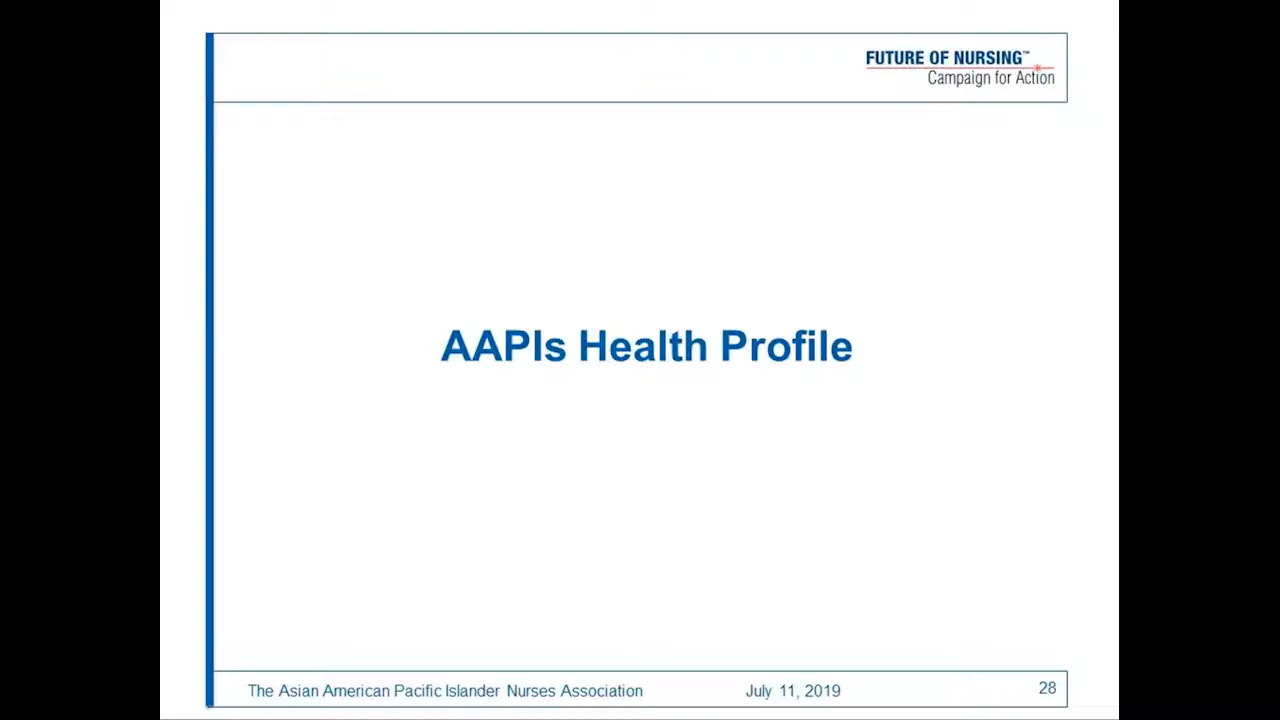 FUTURE OF NURSING™
Campaign for Action
AAPIs Health Profile
The Asian American Pacific Islander Nurses Association July 11, 2019 28